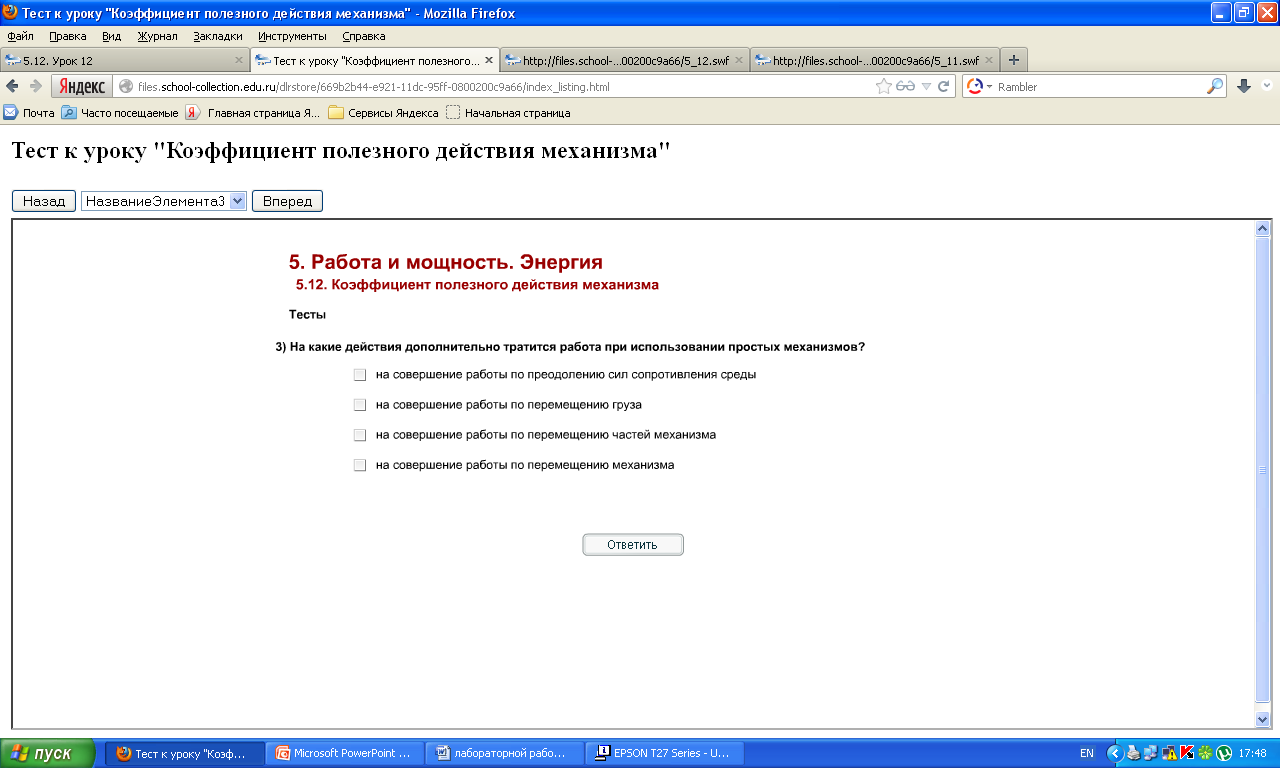 Тест к уроку "Коэффициент полезного действия механизма" - Mozilla Firefox
Файл Правка Вид Журнал Закладки Инструменты Справка
5.12. Урок 12 Тест к уроку "Коэффициент полезного... http://files.school-...00200c9a66/5_12.swf http://files.school-...00200c9a66/5_11.swf
Яндекс files.school-collection.edu.ru/dlrstore/669b2b44-e921-11dc-95ff-0800200c9a66/index_listing.html Rambler
Почта Часто посещаемые Главная страница Я... Сервисы Яндекса Начальная страница
Тест к уроку "Коэффициент полезного действия механизма"
Назад НазваниеЭлемента3 Вперед
5. Работа и мощность. Энергия
5.12. Коэффициент полезного действия механизма
Тесты
3) На какие действия дополнительно тратится работа при использовании простых механизмов?
на совершение работы по преодолению сил сопротивления среды
на совершение работы по перемещению груза
на совершение работы по перемещению частей механизма
на совершение работы по перемещению механизма
Ответить
пуск Тест к уроку "Коэф... Microsoft PowerPoint ... лабораторной рабо... EPSON T27 Series - U... EN 17:48